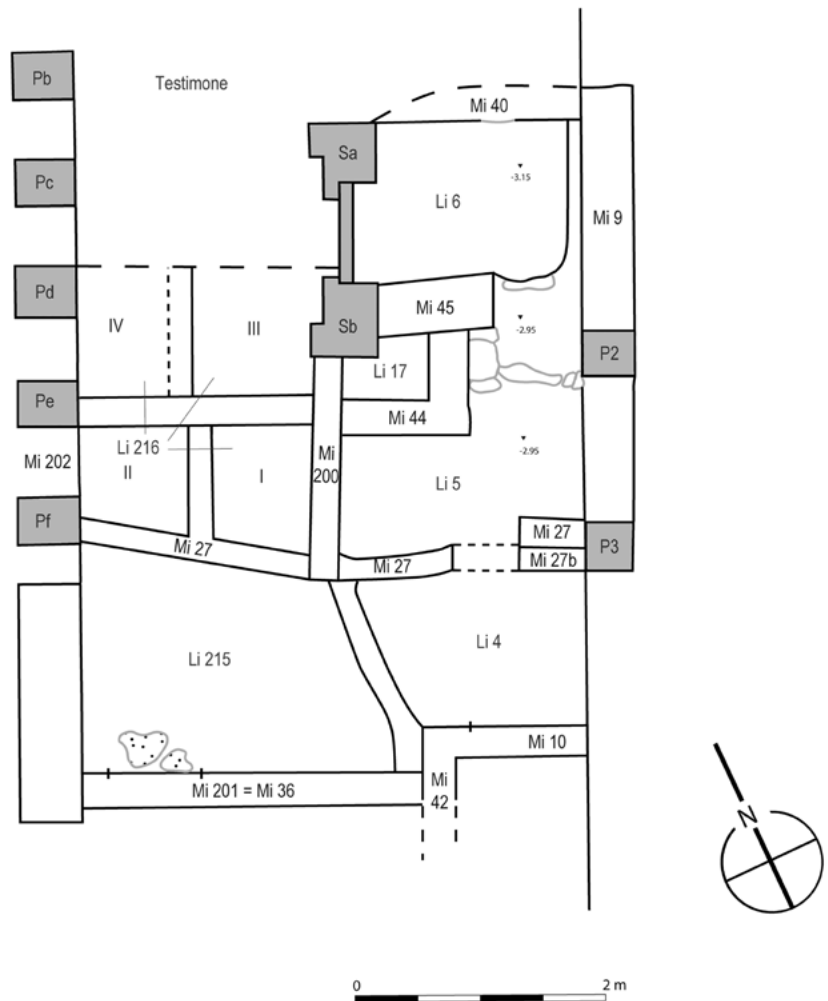 Pb
Testimone
Mi 40
Sa
Pc
-3.15
Li 6
Mi 9
Pd
IV
III
Sb
Mi 45
-2.95
P2
Li 17
Pe
Mi 44
Li 216
Mi 202
II
I
Mi
200
-2.95
Li 5
Pf
Mi 27
Mi 27
Mi 27
Mi 27b
P3
Li 215
Li 4
Mi 10
Mi 201 = Mi 36
Mi
42
N
0
2 m